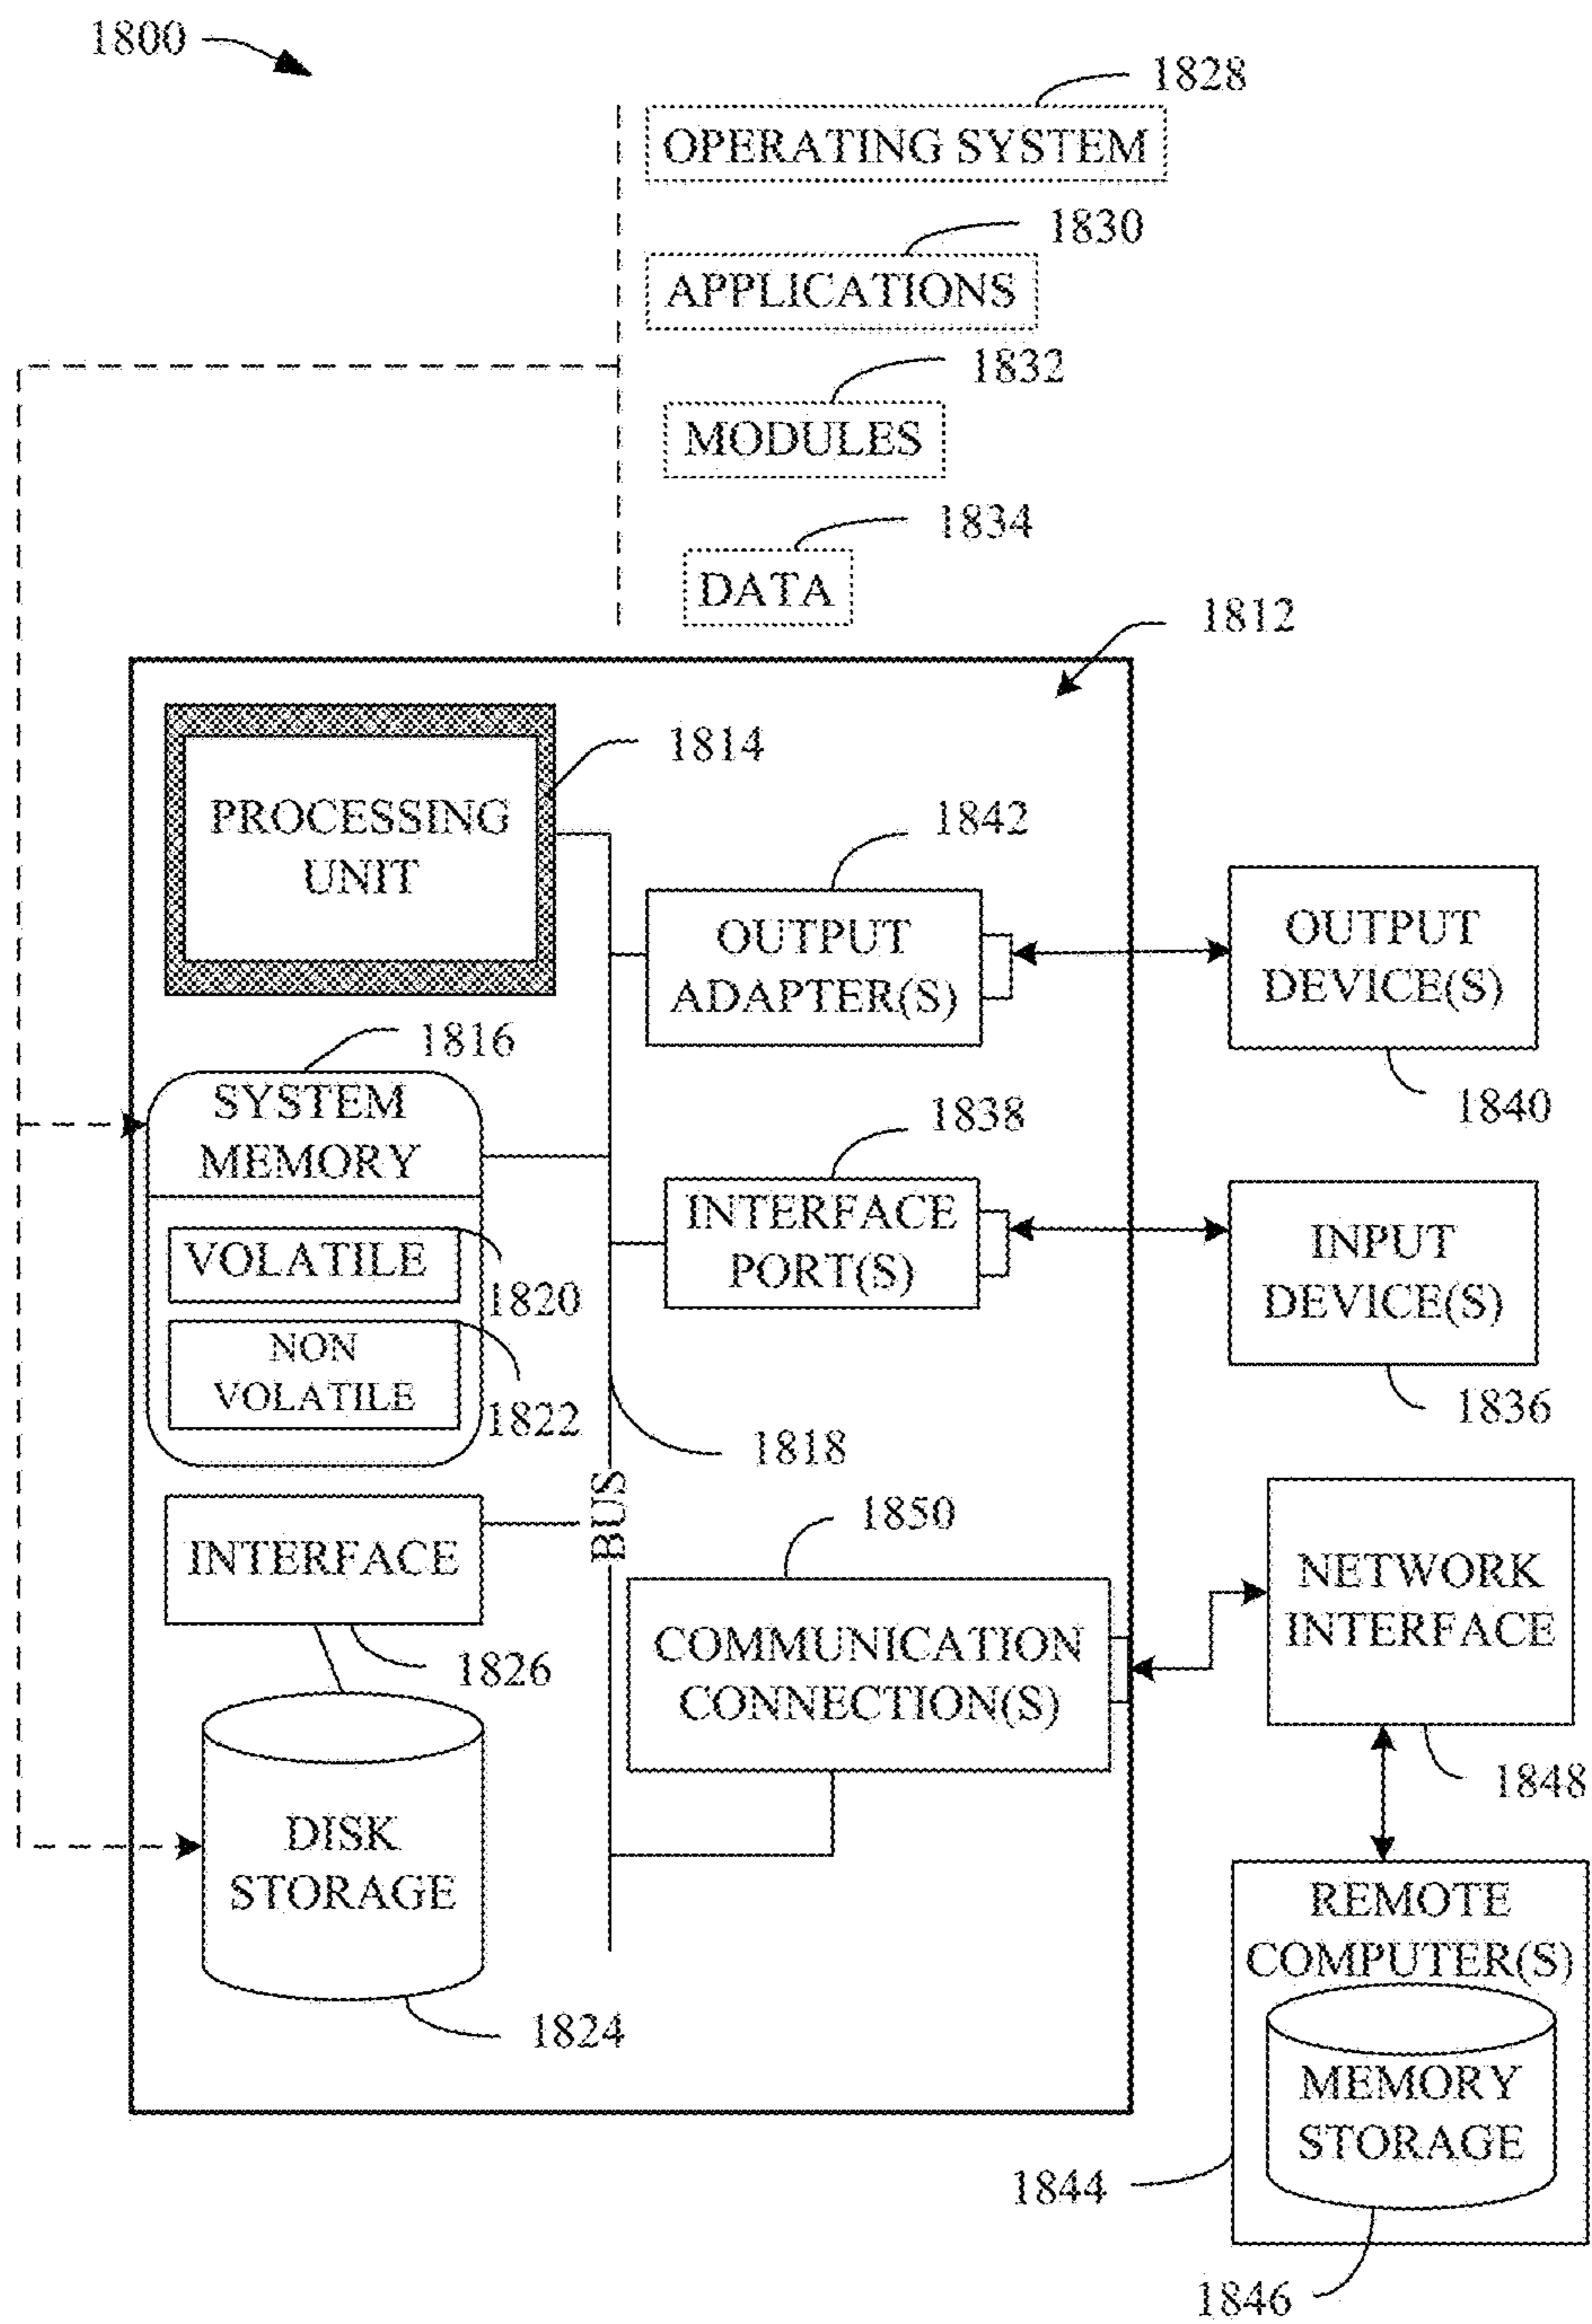 1800
1828
OPERATING SYSTEM
1830
APPLICATIONS
1832
MODULES
1834
DATA
1812
1814
PROCESSING
UNIT
1842
OUTPUT
ADAPTER(S)
OUTPUT
DEVICE(S)
1840
1816
SYSTEM
MEMORY
VOLATILE
1820
NON
VOLATILE
1822
1838
INTERFACE
PORT(S)
INPUT
DEVICE(S)
1836
1818
BUS
INTERFACE
1826
1850
COMMUNICATION
CONNECTION(S)
NETWORK
INTERFACE
1848
DISK
STORAGE
1824
REMOTE
COMPUTER(S)
MEMORY
STORAGE
1844
1846